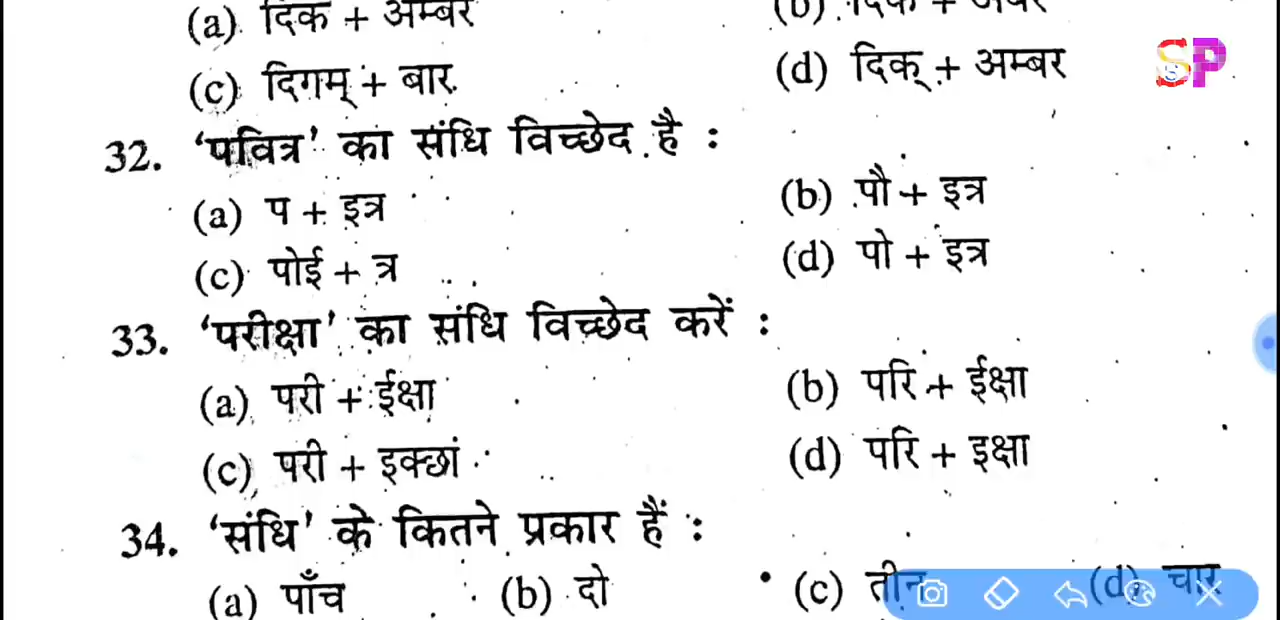 (a) दिक + अम्बर
(c) दिगम् + बार (d) दिक् + अम्बर
SP
32. 'पवित्र' का संधि विच्छेद है :
(a) प + इत्र (b) पौ + इत्र
(c) पोई + त्र (d) पो + इत्र
33. 'परीक्षा' का संधि विच्छेद करें :
(a) परी + ईक्षा (b) परि + ईक्षा
(c) परी + इक्छां (d) परि + इक्षा
34. 'संधि' के कितने प्रकार हैं :
(a) पाँच (b) दो (c) तीन (d) चार